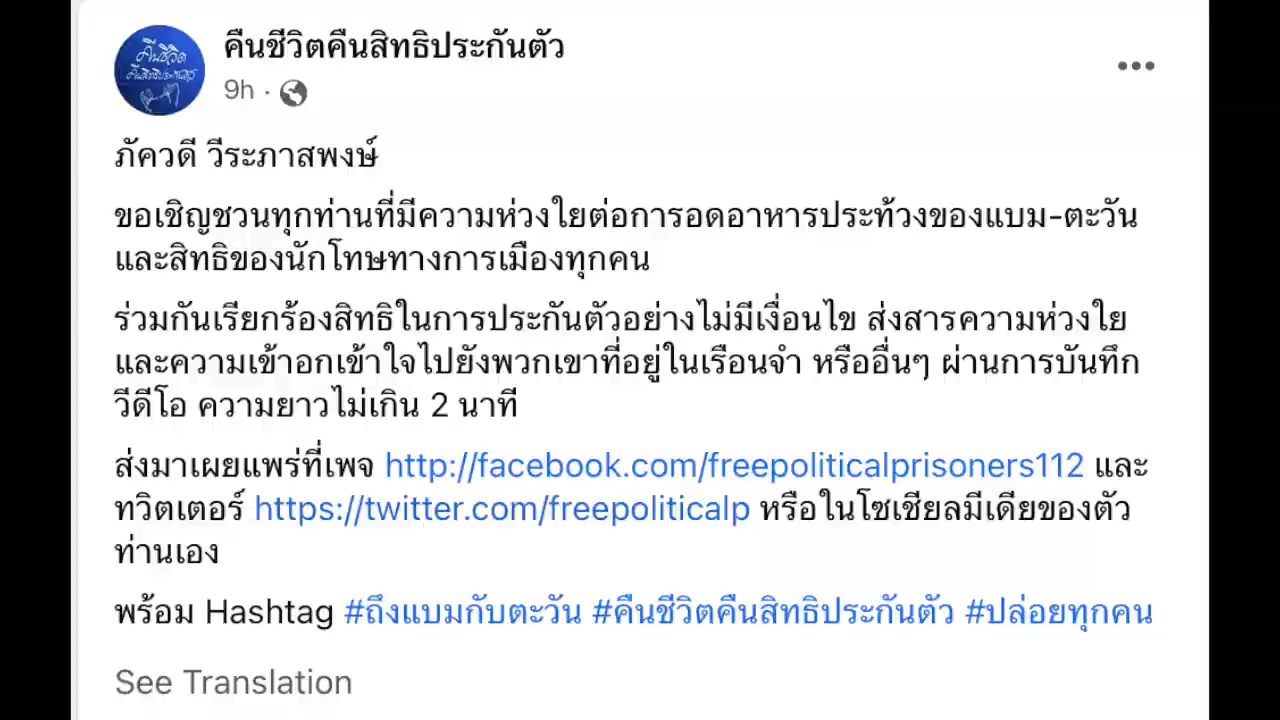 คืนชีวิต
คืนสิทธิประกันตัว
คืนชีวิตคืนสิทธิประกันตัว
9h ·
ภัควดี วีระภาสพงษ์
ขอเชิญชวนทุกท่านที่มีความห่วงใยต่อการอดอาหารประท้วงของแบม-ตะวัน
และสิทธิของนักโทษทางการเมืองทุกคน
ร่วมกันเรียกร้องสิทธิในการประกันตัวอย่างไม่มีเงื่อนไข ส่งสารความห่วงใย
และความเข้าอกเข้าใจไปยังพวกเขาที่อยู่ในเรือนจำ หรืออื่นๆ ผ่านการบันทึก
วีดีโอ ความยาวไม่เกิน 2 นาที
ส่งมาเผยแพร่ที่เพจ http://facebook.com/freepoliticalprisoners112 และ
ทวิตเตอร์ https://twitter.com/freepoliticalp หรือในโซเชียลมีเดียของตัว
ท่านเอง
พร้อม Hashtag #ถึงแบมกับตะวัน #คืนชีวิตคืนสิทธิประกันตัว #ปล่อยทุกคน
See Translation